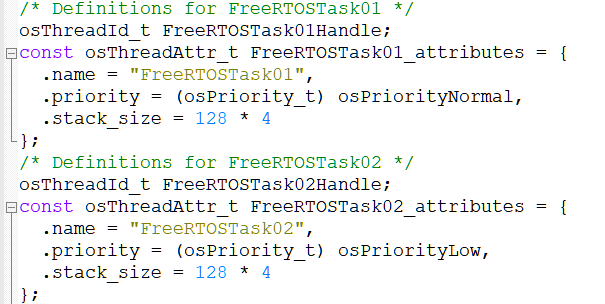 /* Definitions for FreeRTOSTask01 */
osThreadId_t FreeRTOSTask01Handle;
const osThreadAttr_t FreeRTOSTask01_attributes = {
  .name = "FreeRTOSTask01",
  .priority = (osPriority_t) osPriorityNormal,
  .stack_size = 128 * 4
};
/* Definitions for FreeRTOSTask02 */
osThreadId_t FreeRTOSTask02Handle;
const osThreadAttr_t FreeRTOSTask02_attributes = {
  .name = "FreeRTOSTask02",
  .priority = (osPriority_t) osPriorityLow,
  .stack_size = 128 * 4
};